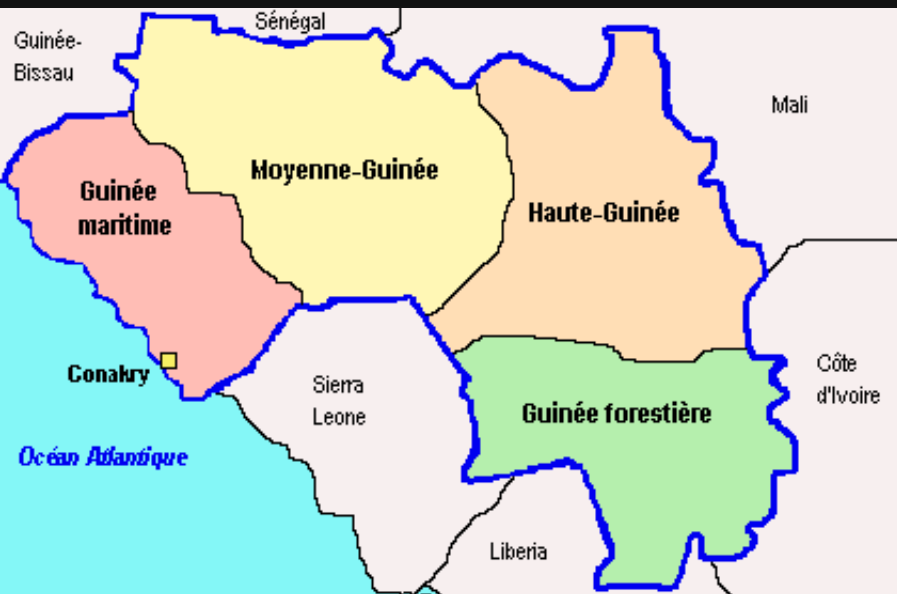 Sénégal
Guinée-
Bissau
Mali
Moyenne-Guinée
Guinée
maritime
Haute-Guinée
Conakry
Sierra
Leone
Côte
d'Ivoire
Guinée forestière
Océan Atlantique
Liberia